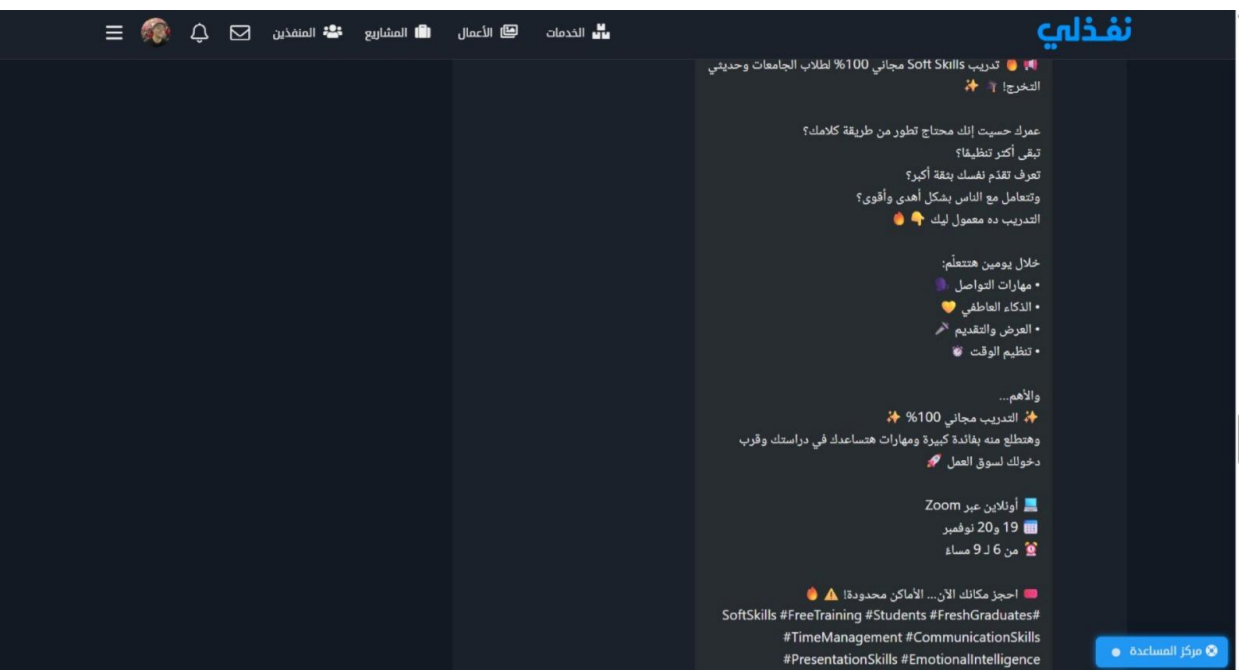 نفذلي
الخدمات
الأعمال
المشاريع
المنفذين
📢 🔥 تدريب Soft Skills مجاني 100% لطلاب الجامعات وحديثي
التخرج! 🎓 ✨
عمرك حسيت إنك محتاج تطور من طريقة كلامك؟
تبقى أكتر تنظيمًا؟
تعرف تقدّم نفسك بثقة أكبر؟
وتتعامل مع الناس بشكل أهدى وأقوى؟
التدريب ده معمول ليك 👇 🔥
خلال يومين هتتعلّم:
• مهارات التواصل 🗣
• الذكاء العاطفي 💛
• العرض والتقديم 🎤
• تنظيم الوقت ⏰
والأهم...
✨ التدريب مجاني 100% ✨
وهتطلع منه بفائدة كبيرة ومهارات هتساعدك في دراستك وقرب
دخولك لسوق العمل 🚀
💻 أونلاين عبر Zoom
📅 19 و20 نوفمبر
⏰ من 6 لـ 9 مساءً
🎟 احجز مكانك الآن... الأماكن محدودة! ⚠️ 🔥
#SoftSkills #FreeTraining #Students #FreshGraduates
#TimeManagement #CommunicationSkills
#PresentationSkills #EmotionalIntelligence
مركز المساعدة